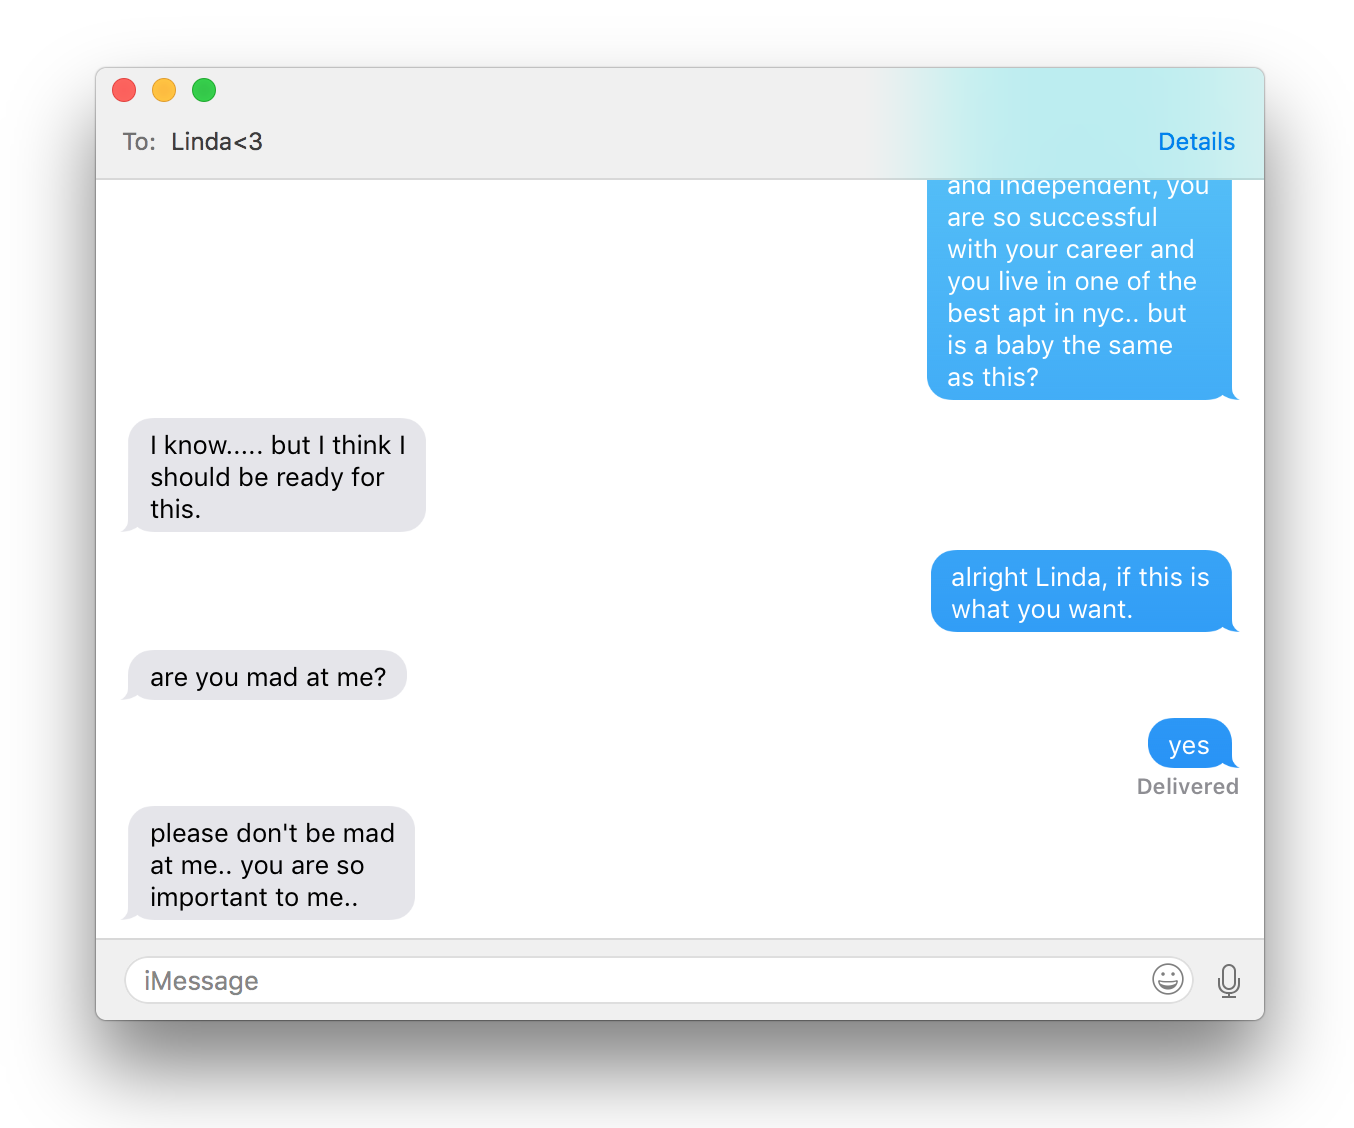 To: Linda<3
Details
and independent, you
are so successful
with your career and
you live in one of the
best apt in nyc.. but
is a baby the same
as this?
I know..... but I think I
should be ready for
this.
alright Linda, if this is
what you want.
are you mad at me?
yes
Delivered
please don't be mad
at me.. you are so
important to me..
iMessage